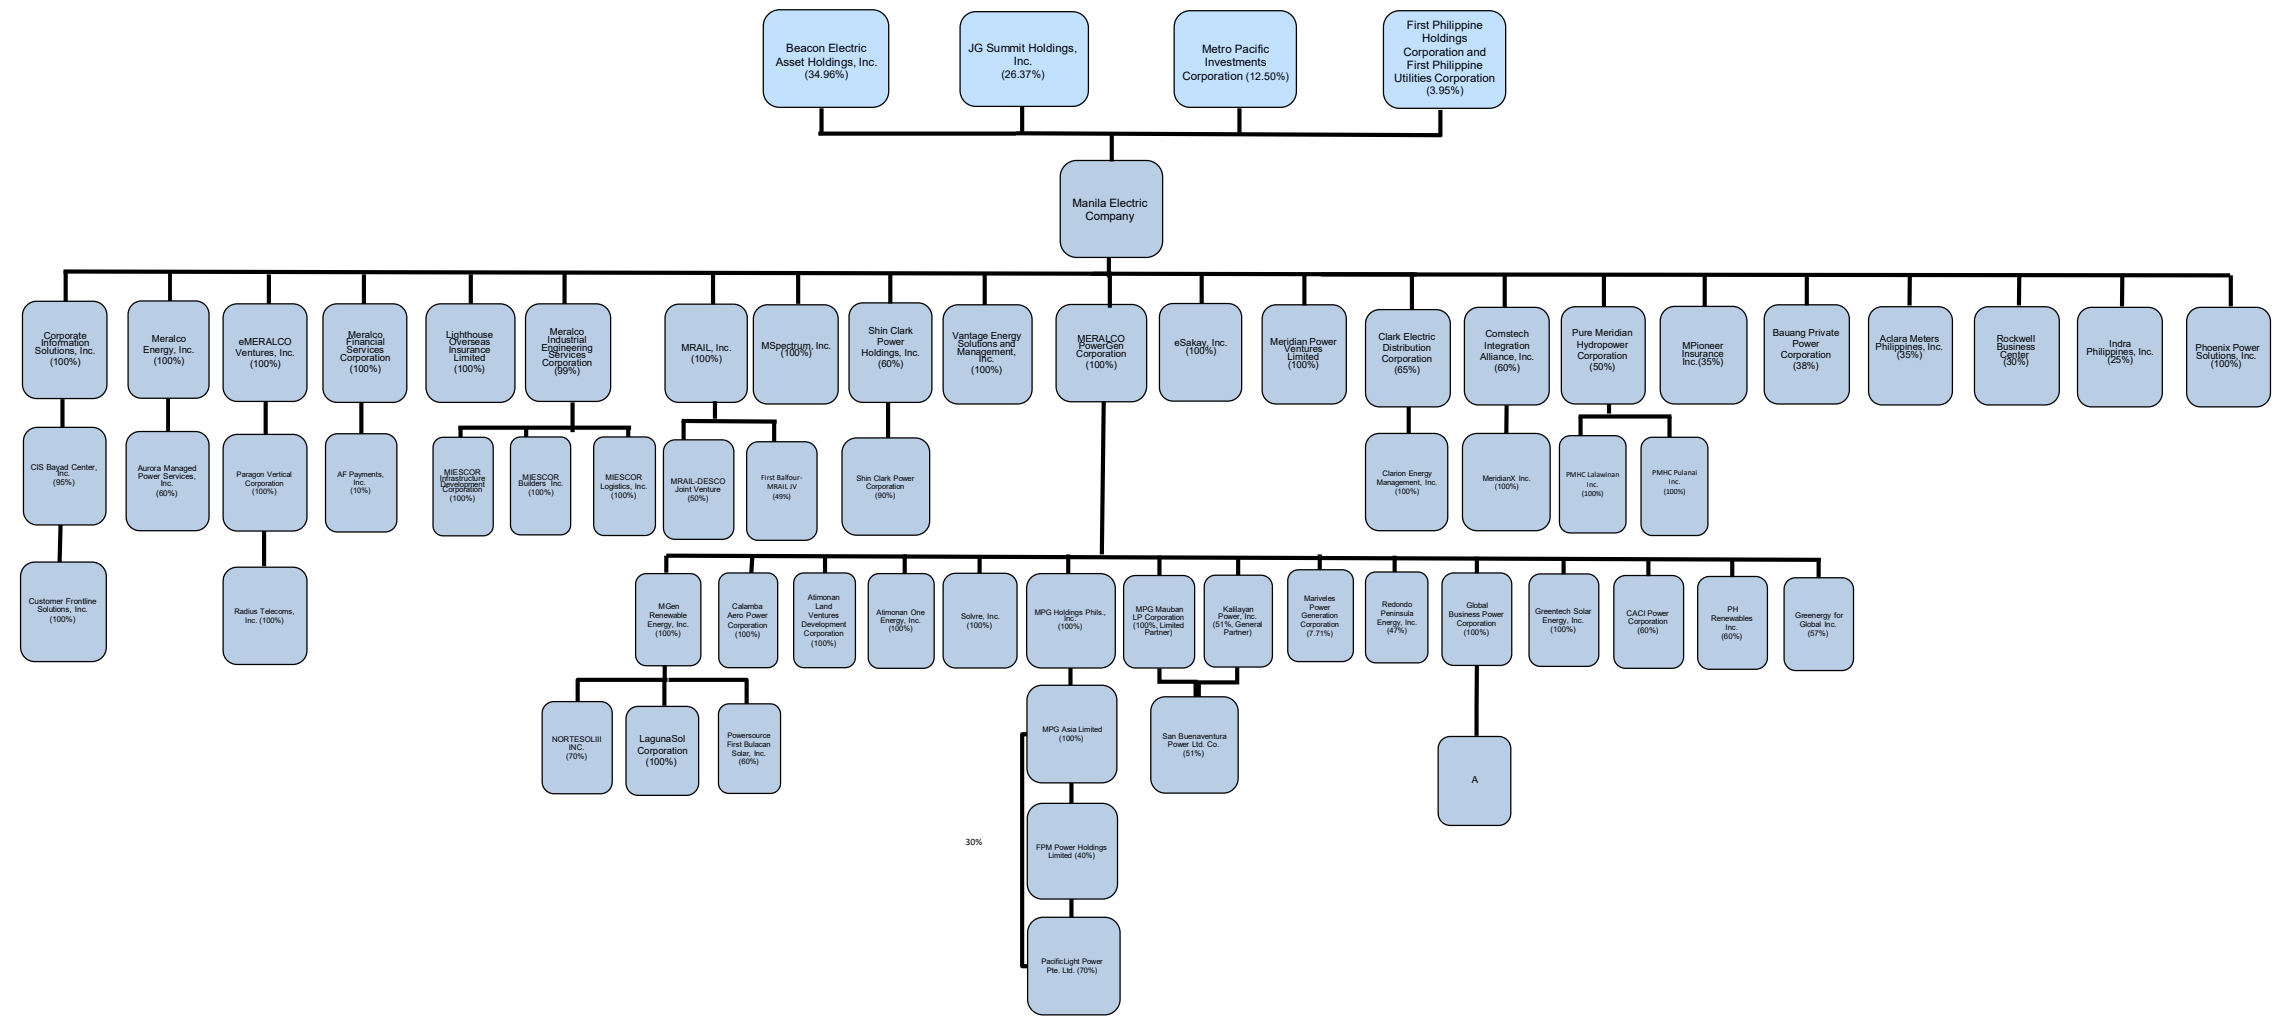 Beacon Electric
Asset Holdings, Inc.
(34.96%)
JG Summit Holdings,
Inc.
(26.37%)
Metro Pacific
Investments
Corporation (12.50%)
First Philippine
Holdings
Corporation and
First Philippine
Utilities Corporation
(3.95%)
Manila Electric
Company
Corporate
Information
Solutions, Inc.
(100%)
Meralco
Energy, Inc.
(100%)
eMERALCO
Ventures, Inc.
(100%)
Meralco
Financial
Services
Corporation
(100%)
Lighthouse
Overseas
Insurance
Limited
(100%)
Meralco
Industrial
Engineering
Services
Corporation
(99%)
MRAIL, Inc.
(100%)
MSpectrum, Inc.
(100%)
Shin Clark
Power
Holdings, Inc.
(60%)
Vantage Energy
Solutions and
Management,
Inc.
(100%)
MERALCO
PowerGen
Corporation
(100%)
eSakay, Inc.
(100%)
Meridian Power
Ventures
Limited
(100%)
Clark Electric
Distribution
Corporation
(65%)
Comstech
Integration
Alliance, Inc.
(60%)
Pure Meridian
Hydropower
Corporation
(50%)
MPioneer
Insurance
Inc.(35%)
Bauang Private
Power
Corporation
(38%)
Aclara Meters
Philippines, Inc.
(35%)
Rockwell
Business
Center
(30%)
Indra
Philippines, Inc.
(25%)
Phoenix Power
Solutions, Inc.
(100%)
CIS Bayad Center,
Inc.
(95%)
Aurora Managed
Power Services,
Inc.
(60%)
Paragon Vertical
Corporation
(100%)
AF Payments,
Inc.
(10%)
MIESCOR
Infrastructure
Development
Corporation
(100%)
MIESCOR
Builders Inc.
(100%)
MIESCOR
Logistics, Inc.
(100%)
MRAIL-DESCO
Joint Venture
(50%)
First Balfour-
MRAIL JV
(49%)
Shin Clark Power
Corporation
(90%)
Clarion Energy
Management, Inc.
(100%)
MeridianX Inc.
(100%)
PMHC Lalawinan
Inc.
(100%)
PMHC Pulanai
Inc.
(100%)
Customer Frontline
Solutions, Inc.
(100%)
Radius Telecoms,
Inc. (100%)
MGen
Renewable
Energy, Inc.
(100%)
Calamba
Aero Power
Corporation
(100%)
Atimonan
Land
Ventures
Development
Corporation
(100%)
Atimonan One
Energy, Inc.
(100%)
Solvre, Inc.
(100%)
MPG Holdings Phils.,
Inc.
(100%)
MPG Mauban
LP Corporation
(100%, Limited
Partner)
Kalilayan
Power, Inc.
(51%, General
Partner)
Mariveles
Power
Generation
Corporation
(7.71%)
Redondo
Peninsula
Energy, Inc.
(47%)
Global
Business Power
Corporation
(100%)
Greentech Solar
Energy, Inc.
(100%)
CACI Power
Corporation
(60%)
PH
Renewables
Inc.
(60%)
Greenergy for
Global Inc.
(57%)
NORTESOLIII
INC.
(70%)
LagunaSol
Corporation
(100%)
Powersource
First Bulacan
Solar, Inc.
(60%)
MPG Asia Limited
(100%)
San Buenaventura
Power Ltd. Co.
(51%)
A
30%
FPM Power Holdings
Limited (40%)
PacificLight Power
Pte. Ltd. (70%)